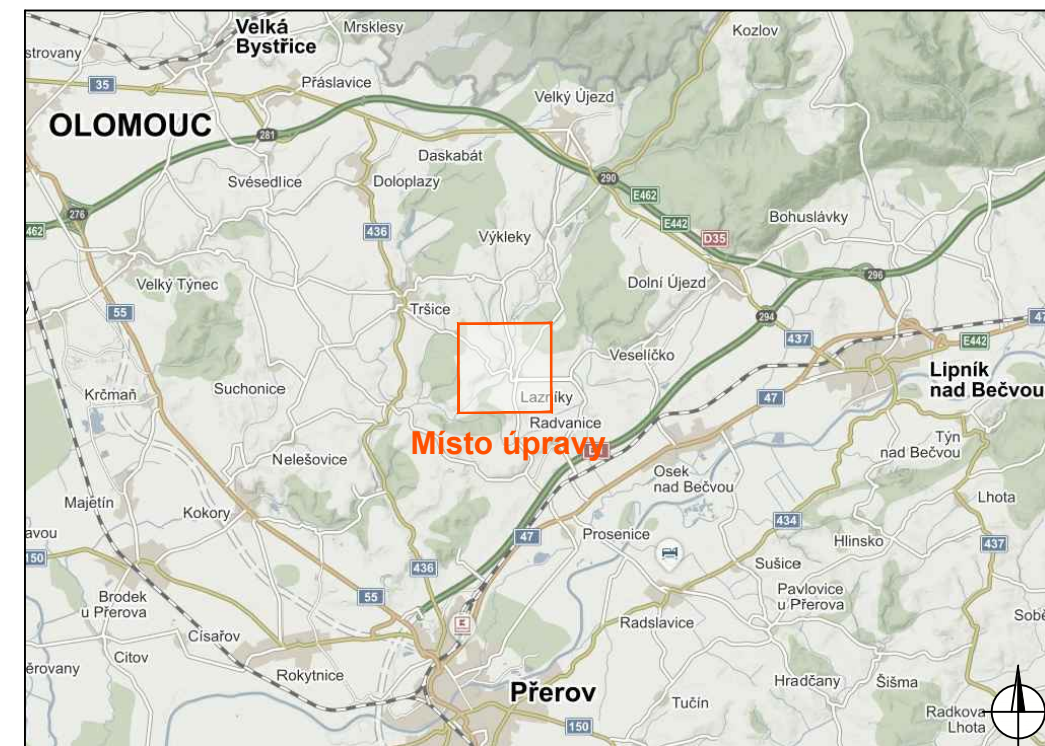 Velká
Bystřice
Mrsklesy
Kozlov
strovany
35
Přáslavice
Velký Újezd
OLOMOUC
281
Daskabát
Svésedlice
Doloplazy
290
E462
276
462
436
Výkleky
E442
D35
Bohuslávky
296
Velký Týnec
Dolní Újezd
55
Tršice
294
47
437
E442
Veselíčko
Lipník
nad Bečvou
Krčmaň
Suchonice
Lazníky
47
Radvanice
Místo úpravy
Nelešovice
Týn
nad Bečvou
Osek
nad Bečvou
Majetín
Kokory
Lhota
avou
434
47
Prosenice
Hlinsko
437
150
436
Sušice
55
Brodek
u Přerova
Pavlovice
u Přerova
Radslavice
Sobě
Císařov
Citov
ěrovany
Rokytnice
Přerov
Tučín
Hradčany
Šišma
Radkova
Lhota
150